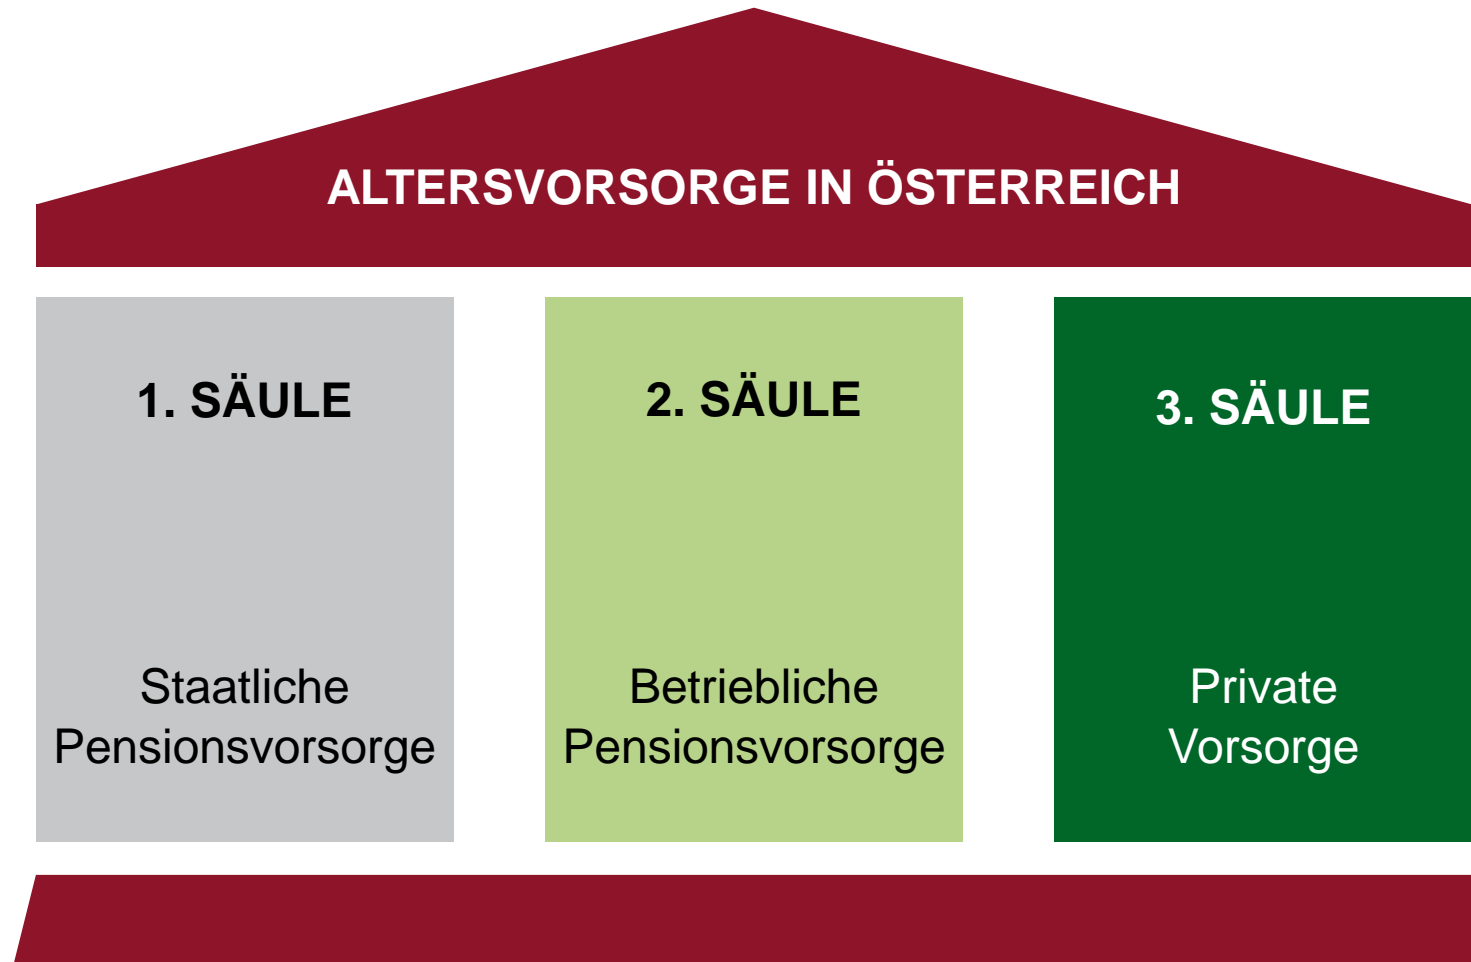 ALTERSVORSORGE IN ÖSTERREICH
1. SÄULE
Staatliche
Pensionsvorsorge
2. SÄULE
Betriebliche
Pensionsvorsorge
3. SÄULE
Private
Vorsorge